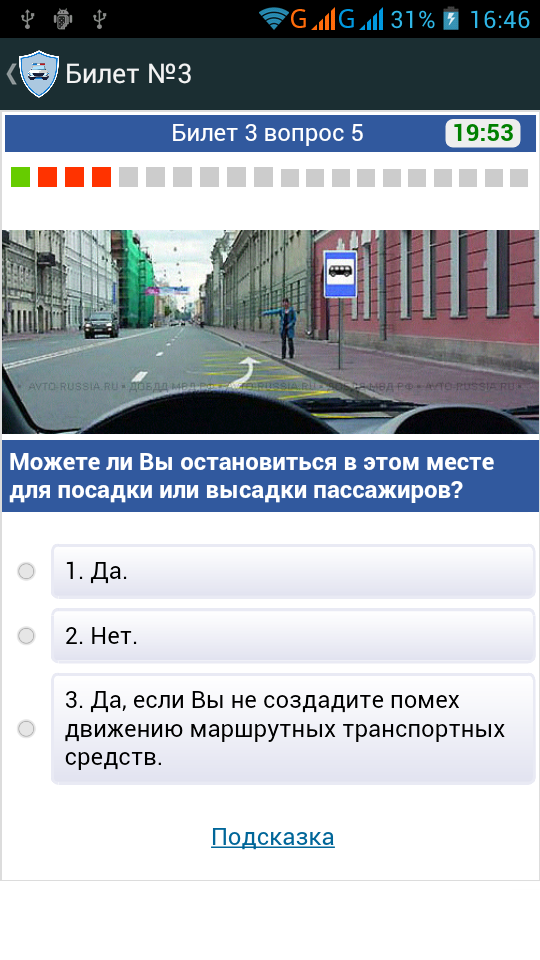 G G 31% 16:46
Билет №3
Билет 3 вопрос 5 19:53
• AVTO-RUSSIA.RU • ДОБДД МВД РФ • AVTO-RUSSIA.RU • ДОБДД МВД РФ • AVTO-RUSSIA.RU •
Можете ли Вы остановиться в этом месте
для посадки или высадки пассажиров?
1. Да.
2. Нет.
3. Да, если Вы не создадите помех
движению маршрутных транспортных
средств.
Подсказка